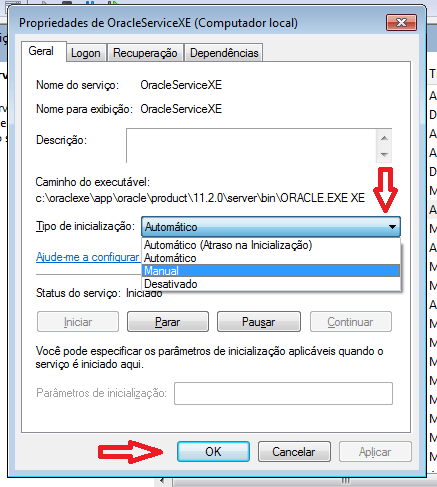 Propriedades de OracleServiceXE (Computador local)
Geral Logon Recuperação Dependências
Nome do serviço: OracleServiceXE
Nome para exibição: OracleServiceXE
Descrição:
Caminho do executável:
c:\oraclexe\app\oracle\product\11.2.0\server\bin\ORACLE.EXE XE
Tipo de inicialização: Automático
Automático (Atraso na Inicialização)
Automático
Ajude-me a configurar
Manual
Desativado
Status do serviço: Iniciado
Iniciar Parar Pausar Continuar
Você pode especificar os parâmetros de inicialização aplicáveis quando o
serviço é iniciado aqui.
Parâmetros de inicialização:
OK Cancelar Aplicar